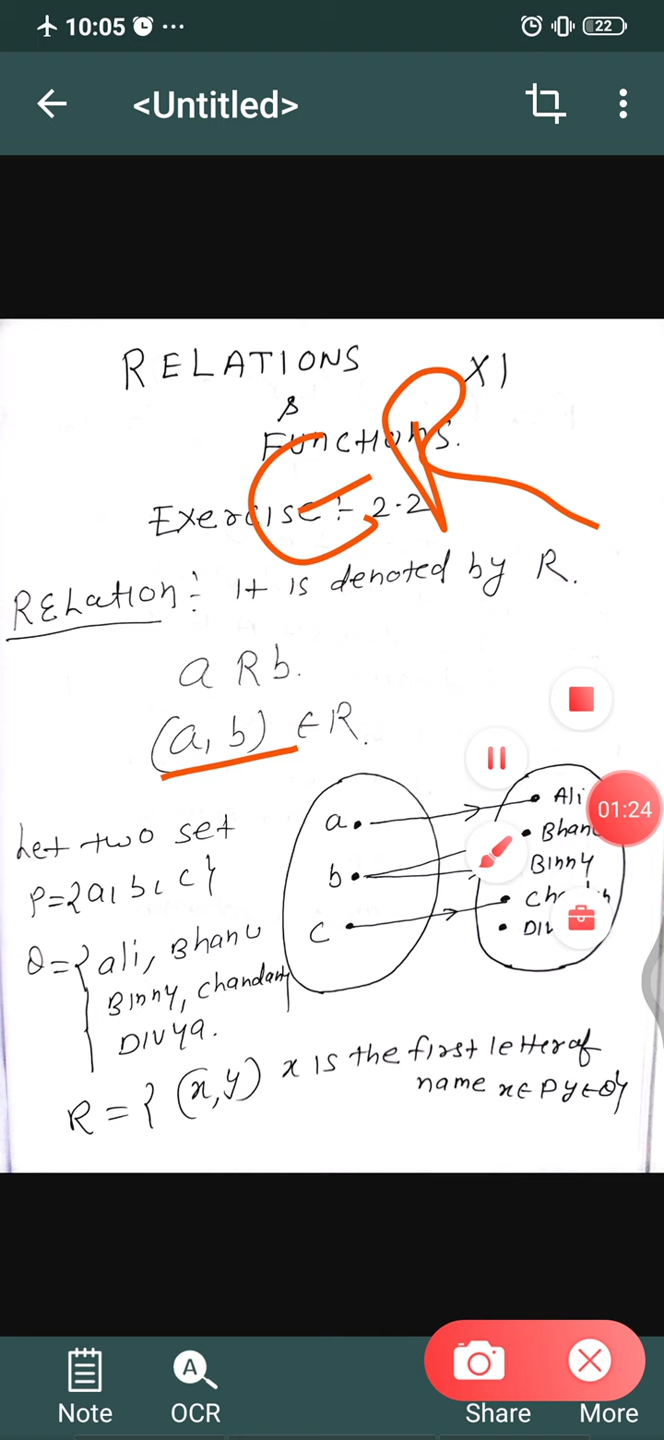 10:05 ...
22
<Untitled>
RELATIONS XI
&
Functions.
Exercise :- 2.2
RELation :- It is denoted by R.
a R b.
(a, b) ∈ R.
∈ R
01:24
Let two set
P = {a, b, c}
Q = { ali, Bhanu
Binny, Chandan,
DIVYA.
a.
b.
c
Ali
Bhan
Binny
R = { (x,y) x is the first letter of
name x ∈ P y ∈ Q}
Note OCR Share More